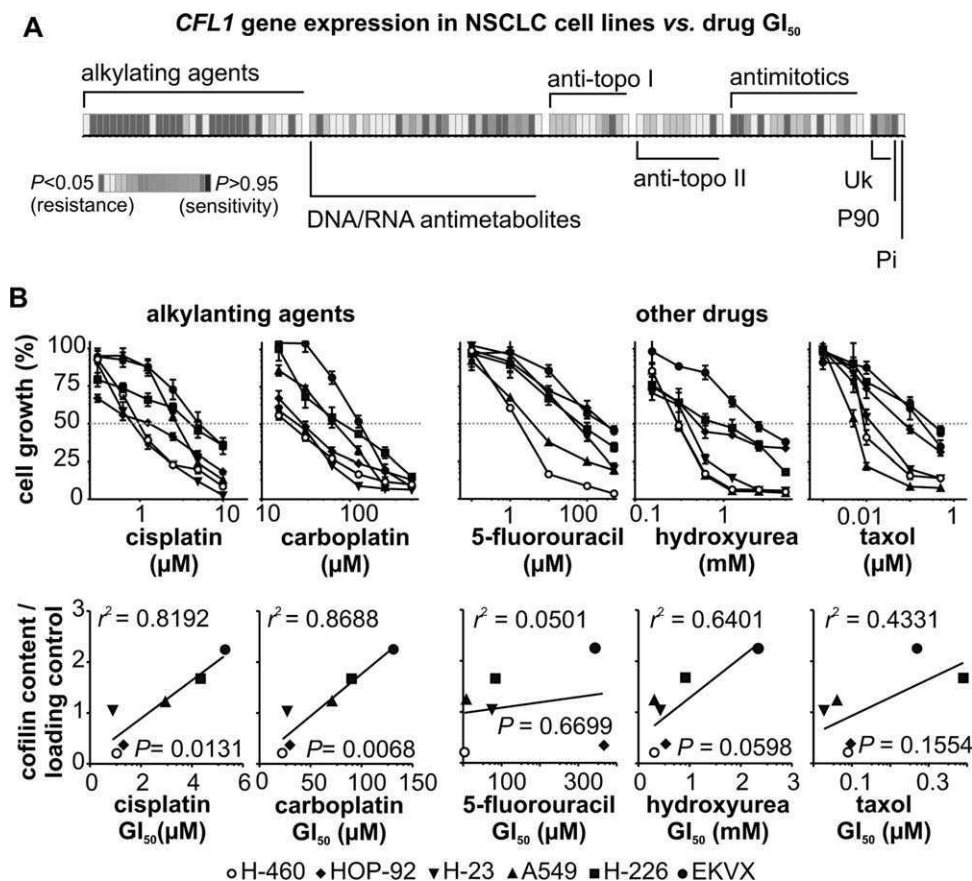 CFL1 gene expression in NSCLC cell lines vs. drug GI50
A
alkylating agents
anti-topo I
antimitotics
P<0.05
P>0.95
(resistance)
(sensitivity)
DNA/RNA antimetabolites
anti-topo II
Uk
P90
Pi
B
alkylanting agents
other drugs
cell growth (%)
100
75
50
25
0
1 10
10 100
1 100
0.1 1
0.01 1
cisplatin
(µM)
carboplatin
(µM)
5-fluorouracil
(µM)
hydroxyurea
(mM)
taxol
(µM)
cofilin content /
loading control
3
2
1
0
r² = 0.8192
P= 0.0131
0 2 4 6
cisplatin
GI50(µM)
r² = 0.8688
P= 0.0068
0 50 100 150
carboplatin
GI50 (µM)
r² = 0.0501
P = 0.6699
0 200 400
5-fluorouracil
GI50 (µM)
r² = 0.6401
P = 0.0598
0 1 2 3
hydroxyurea
GI50 (mM)
r² = 0.4331
P = 0.1554
0 0.2 0.4
taxol
GI50 (µM)
○H-460 ◆HOP-92 ▼H-23 ▲A549 ■H-226 ●EKVX